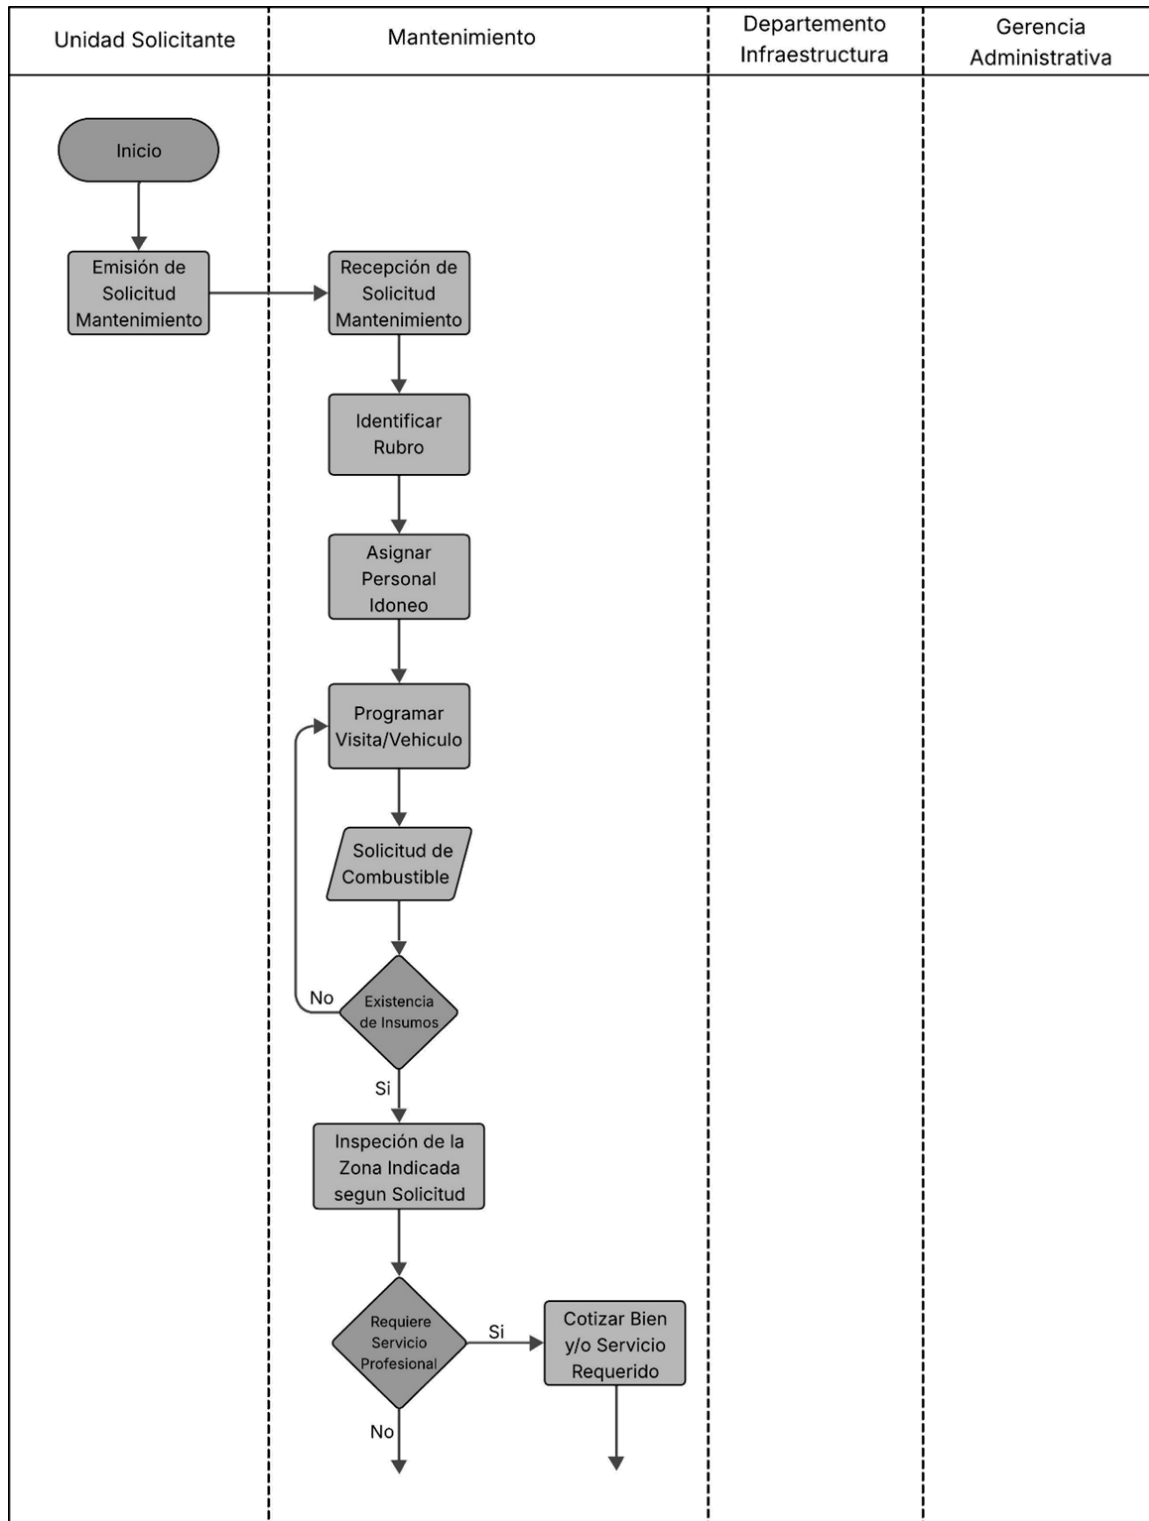 Unidad Solicitante
Mantenimiento
Departemento
Infraestructura
Gerencia
Administrativa
Inicio
Emisión de
Solicitud
Mantenimiento
Recepción de
Solicitud
Mantenimiento
Identificar
Rubro
Asignar
Personal
Idoneo
Programar
Visita/Vehiculo
Solicitud de
Combustible
Existencia
de Insumos
No
Si
Inspeción de la
Zona Indicada
segun Solicitud
Requiere
Servicio
Profesional
Si
Cotizar Bien
y/o Servicio
Requerido
No